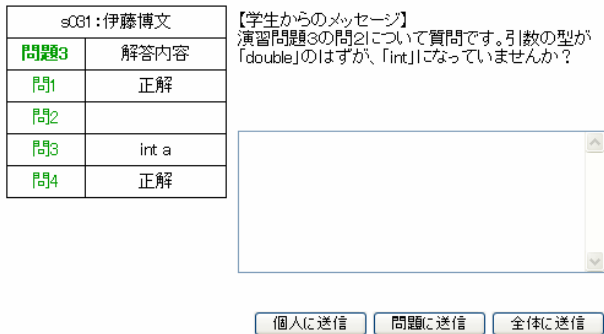 s031:伊藤博文
問題3 解答内容
問1 正解
問2
問3 int a
問4 正解
【学生からのメッセージ】
演習問題3の問2について質問です。引数の型が
「double」のはずが、「int」になっていませんか？
個人に送信 問題に送信 全体に送信